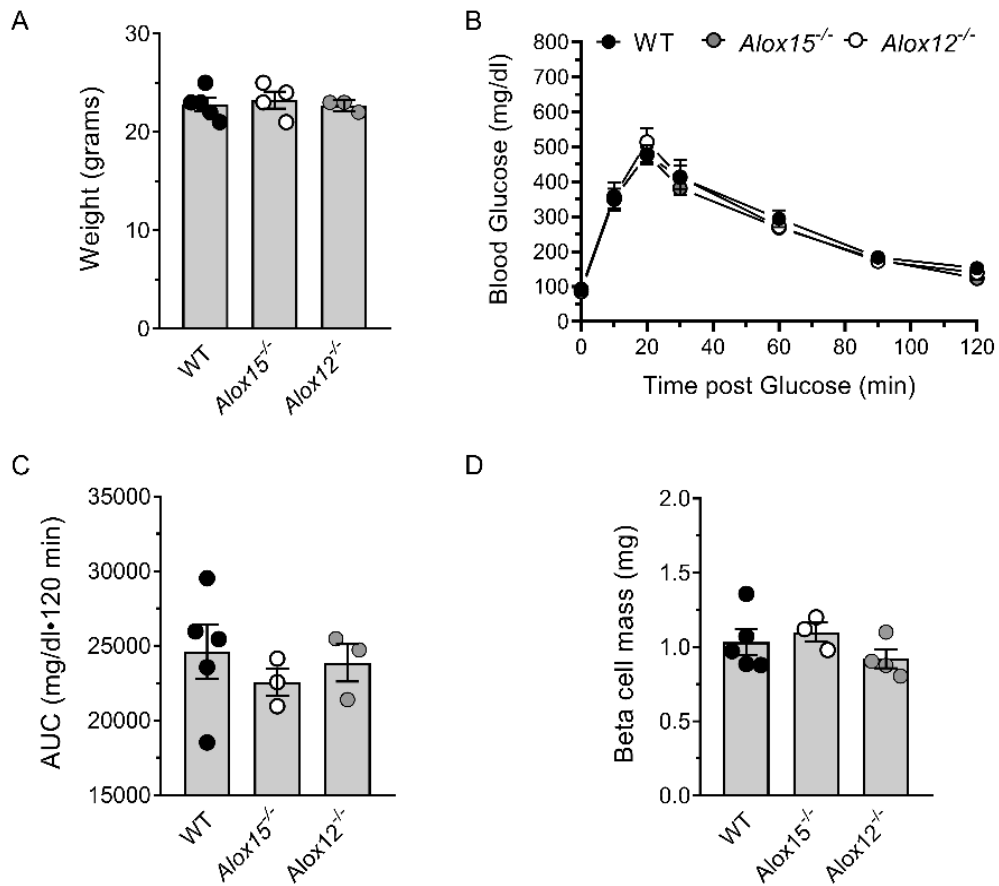 A
Weight (grams)
30
20
10
0
WT
Alox15-/-
Alox12-/-
B
WT Alox15-/- Alox12-/-
Blood Glucose (mg/dl)
800
700
600
500
400
300
200
100
0
0 20 40 60 80 100 120
Time post Glucose (min)
C
AUC (mg/dl•120 min)
35000
30000
25000
20000
15000
WT
Alox15-/-
Alox12-/-
D
Beta cell mass (mg)
2.0
1.5
1.0
0.5
0.0
WT
Alox15-/-
Alox12-/-